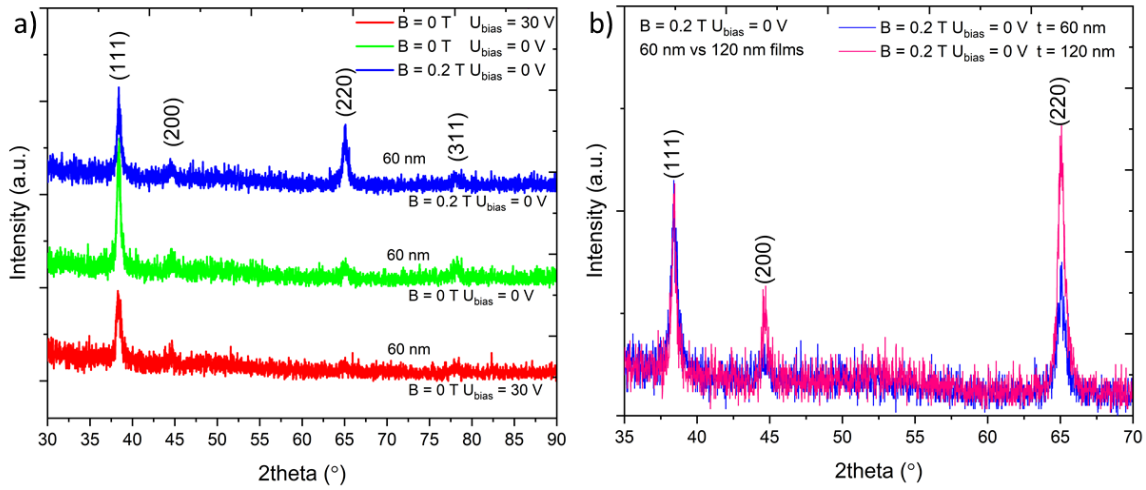 a)
B = 0 T U_bias = 30 V
B = 0 T U_bias = 0 V
B = 0.2 T U_bias = 0 V
(111)
(200)
(220)
(311)
60 nm
B = 0.2 T U_bias = 0 V
60 nm
B = 0 T U_bias = 0 V
60 nm
B = 0 T U_bias = 30 V
Intensity (a.u.)
30 35 40 45 50 55 60 65 70 75 80 85 90
2theta (°)
b)
B = 0.2 T U_bias = 0 V
60 nm vs 120 nm films
B = 0.2 T U_bias = 0 V t = 60 nm
B = 0.2 T U_bias = 0 V t = 120 nm
(111)
(200)
(220)
Intensity (a.u.)
35 40 45 50 55 60 65 70
2theta (°)